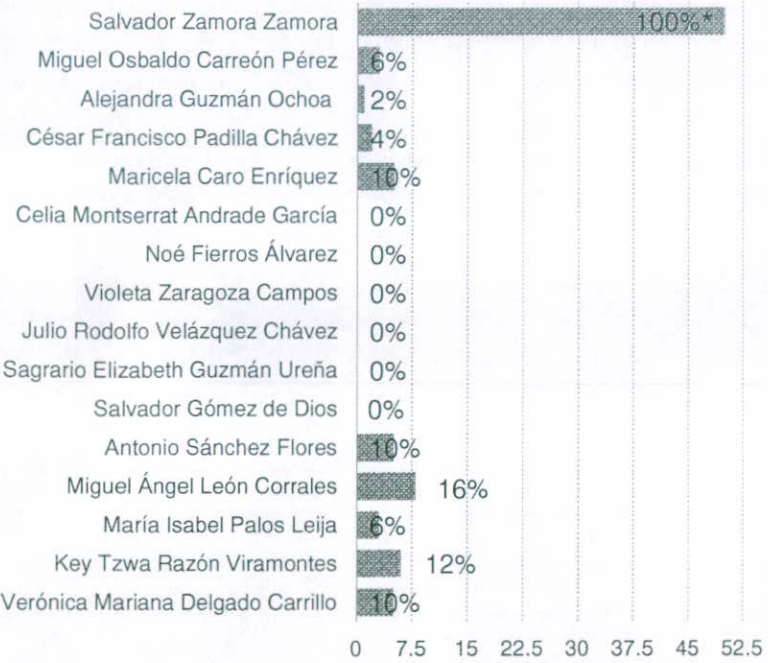 Salvador Zamora Zamora 100%*
Miguel Osbaldo Carreón Pérez 6%
Alejandra Guzmán Ochoa 2%
César Francisco Padilla Chávez 4%
Maricela Caro Enríquez 10%
Celia Montserrat Andrade García 0%
Noé Fierros Álvarez 0%
Violeta Zaragoza Campos 0%
Julio Rodolfo Velázquez Chávez 0%
Sagrario Elizabeth Guzmán Ureña 0%
Salvador Gómez de Dios 0%
Antonio Sánchez Flores 10%
Miguel Ángel León Corrales 16%
María Isabel Palos Leija 6%
Key Tzwa Razón Viramontes 12%
Verónica Mariana Delgado Carrillo 10%
0 7.5 15 22.5 30 37.5 45 52.5